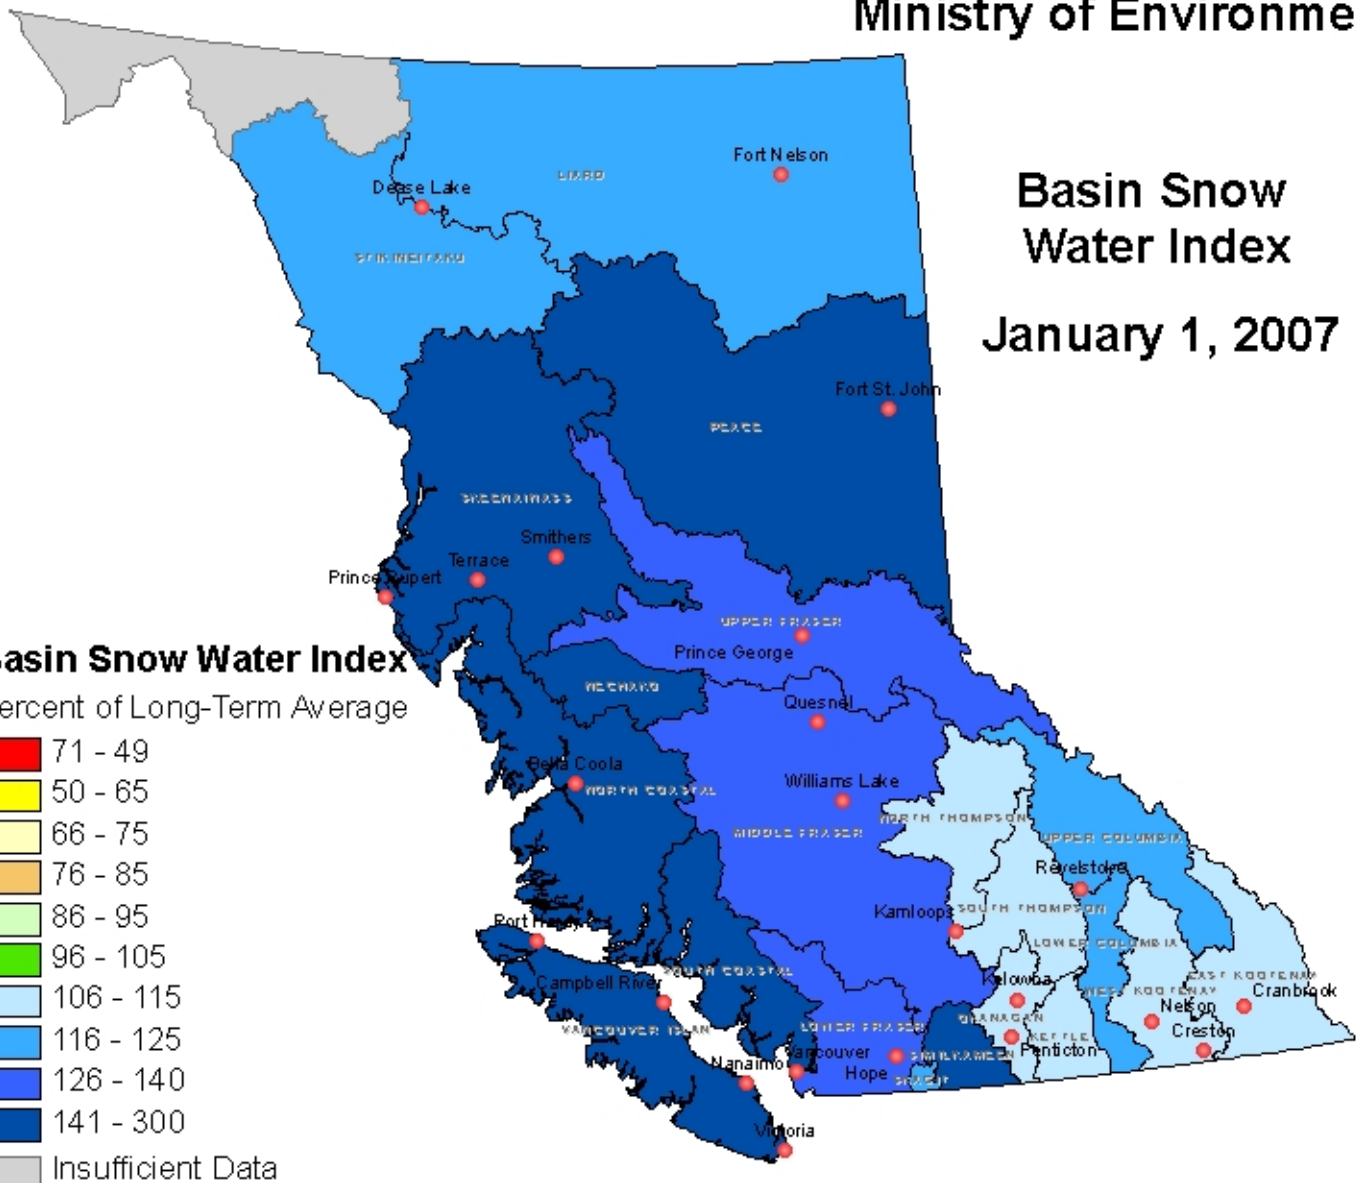 Ministry of Environme
Basin Snow
Water Index
January 1, 2007
Fort Nelson
LIARD
Dease Lake
Fort St. John
PEACE
Smithers
Terrace
Prince Rupert
UPPER FRASER
Prince George
NECHAKO
Quesnel
Bella Coola
NORTH COASTAL
Williams Lake
NORTH THOMPSON
MIDDLE FRASER
UPPER COLUMBIA
Revelstoke
Kamloops
SOUTH THOMPSON
LOWER COLUMBIA
Port
SOUTH COASTAL
Campbell River
Kelowna
EAST KOOTENAY
WEST KOOTENAY
Cranbrook
Nelson
OKANAGAN
LOWER FRASER
VANCOUVER ISLAN
Creston
KETTLE
Vancouver
SIMILKAMEEN
Penticton
Nanaimo
Hope
SKAGIT
Victoria
asin Snow Water Index
ercent of Long-Term Average
71 - 49
50 - 65
66 - 75
76 - 85
86 - 95
96 - 105
106 - 115
116 - 125
126 - 140
141 - 300
Insufficient Data